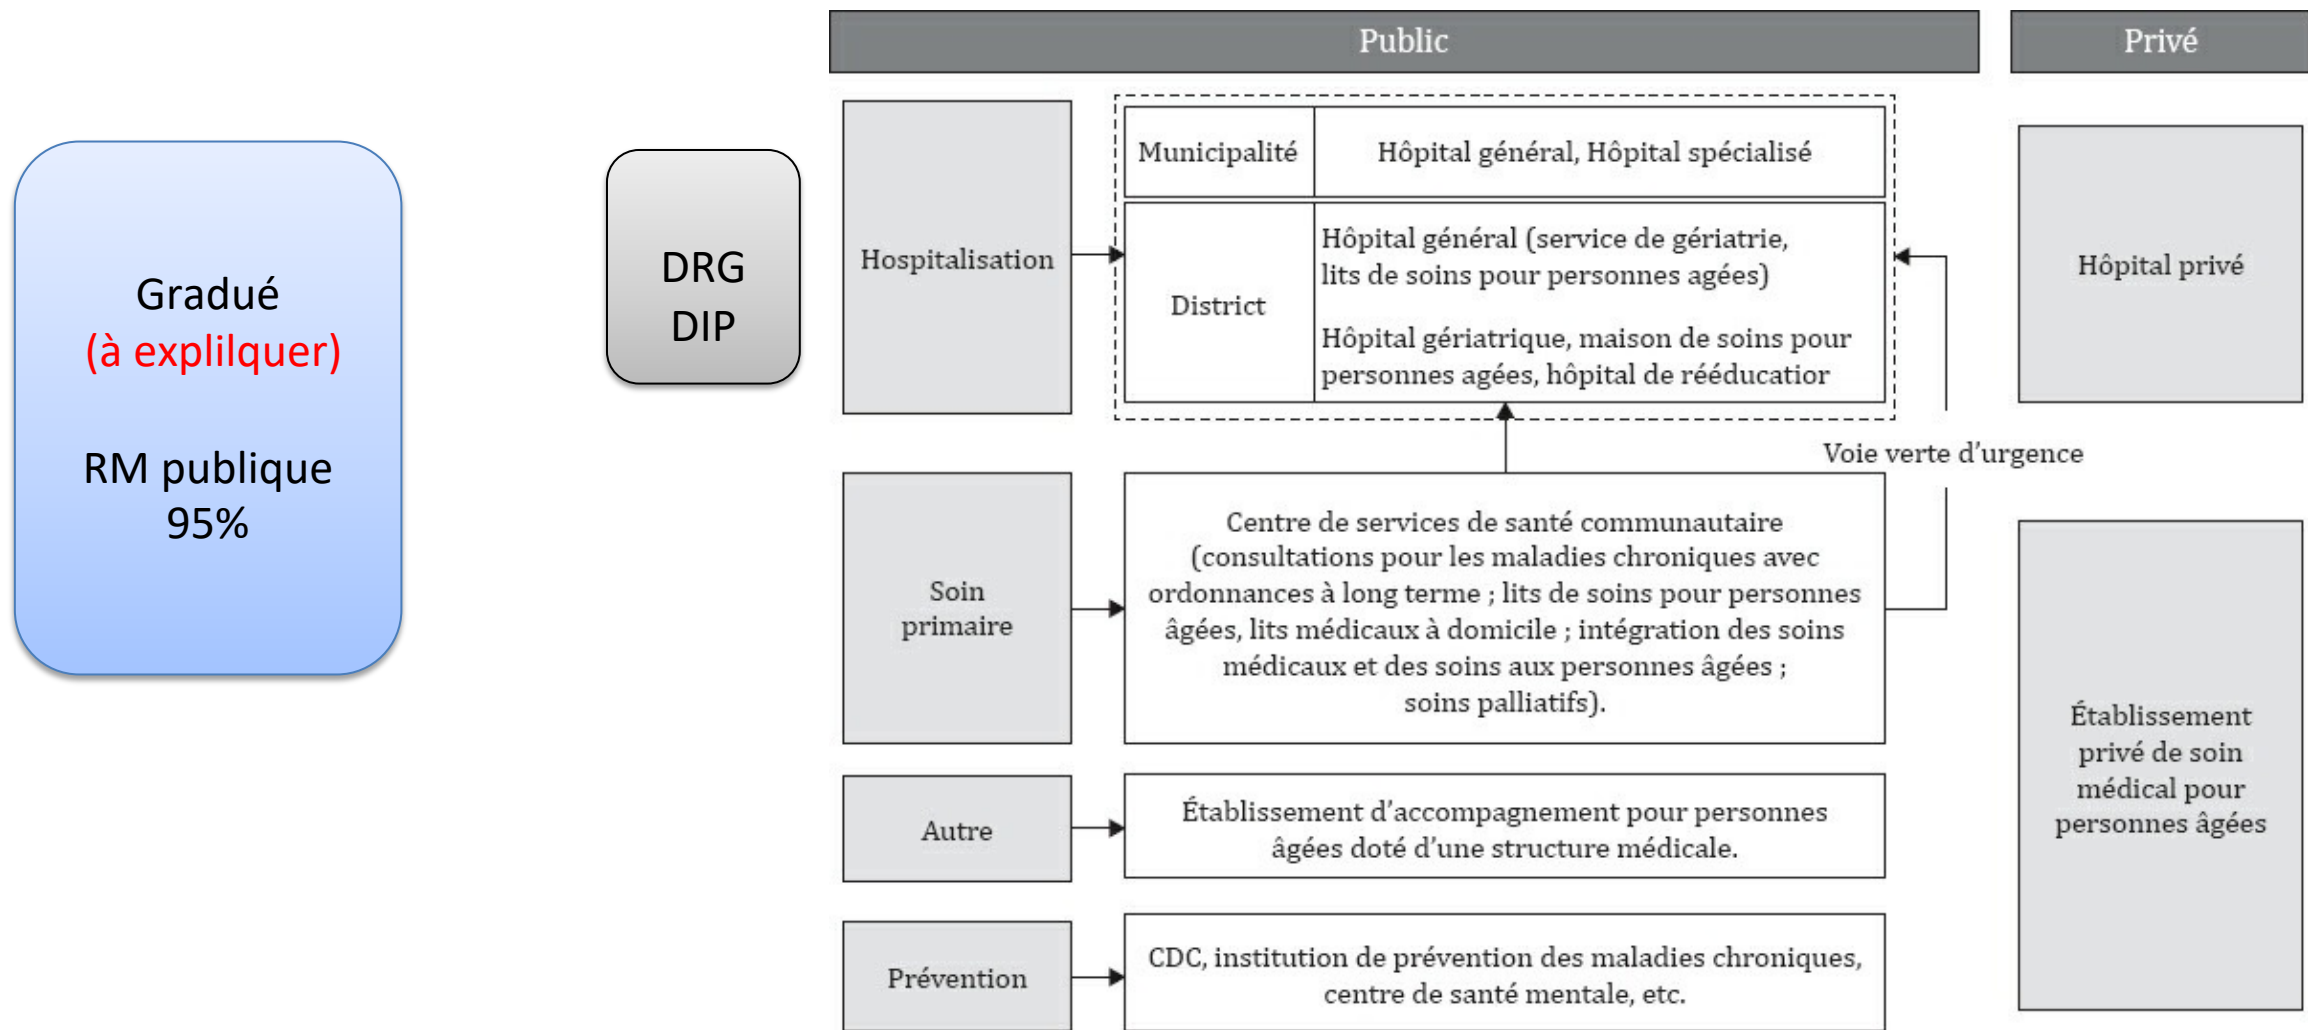 Gradué
(à explilquer)
RM publique
95%
DRG
DIP
Public
Privé
Hospitalisation
Municipalité
Hôpital général, Hôpital spécialisé
District
Hôpital général (service de gériatrie,
lits de soins pour personnes agées)
Hôpital gériatrique, maison de soins pour
personnes agées, hôpital de rééducatior
Hôpital privé
Voie verte d’urgence
Soin
primaire
Centre de services de santé communautaire
(consultations pour les maladies chroniques avec
ordonnances à long terme ; lits de soins pour personnes
âgées, lits médicaux à domicile ; intégration des soins
médicaux et des soins aux personnes âgées ;
soins palliatifs).
Établissement
privé de soin
médical pour
personnes âgées
Autre
Établissement d’accompagnement pour personnes
âgées doté d’une structure médicale.
Prévention
CDC, institution de prévention des maladies chroniques,
centre de santé mentale, etc.